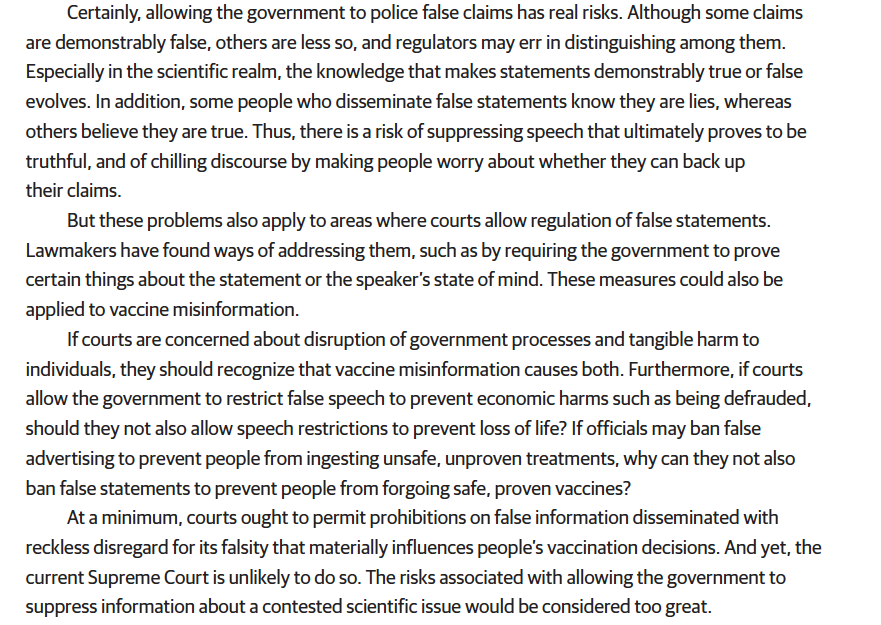 Certainly, allowing the government to police false claims has real risks. Although some claims
are demonstrably false, others are less so, and regulators may err in distinguishing among them.
Especially in the scientific realm, the knowledge that makes statements demonstrably true or false
evolves. In addition, some people who disseminate false statements know they are lies, whereas
others believe they are true. Thus, there is a risk of suppressing speech that ultimately proves to be
truthful, and of chilling discourse by making people worry about whether they can back up
their claims.
But these problems also apply to areas where courts allow regulation of false statements.
Lawmakers have found ways of addressing them, such as by requiring the government to prove
certain things about the statement or the speaker's state of mind. These measures could also be
applied to vaccine misinformation.
If courts are concerned about disruption of government processes and tangible harm to
individuals, they should recognize that vaccine misinformation causes both. Furthermore, if courts
allow the government to restrict false speech to prevent economic harms such as being defrauded,
should they not also allow speech restrictions to prevent loss of life? If officials may ban false
advertising to prevent people from ingesting unsafe, unproven treatments, why can they not also
ban false statements to prevent people from forgoing safe, proven vaccines?
At a minimum, courts ought to permit prohibitions on false information disseminated with
reckless disregard for its falsity that materially influences people's vaccination decisions. And yet, the
current Supreme Court is unlikely to do so. The risks associated with allowing the government to
suppress information about a contested scientific issue would be considered too great.